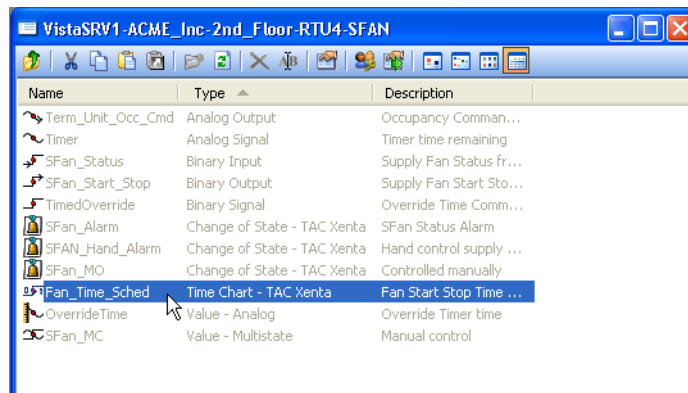 VistaSRV1-ACME_Inc-2nd_Floor-RTU4-SFAN
Name Type Description
Term_Unit_Occ_Cmd Analog Output Occupancy Comman...
Timer Analog Signal Timer time remaining
SFan_Status Binary Input Supply Fan Status fr...
SFan_Start_Stop Binary Output Supply Fan Start Sto...
TimedOverride Binary Signal Override Time Comm...
SFan_Alarm Change of State - TAC Xenta SFan Status Alarm
SFAN_Hand_Alarm Change of State - TAC Xenta Hand control supply ...
SFan_MO Change of State - TAC Xenta Controlled manually
Fan_Time_Sched Time Chart - TAC Xenta Fan Start Stop Time ...
OverrideTime Value - Analog Override Timer time
SFan_MC Value - Multistate Manual control